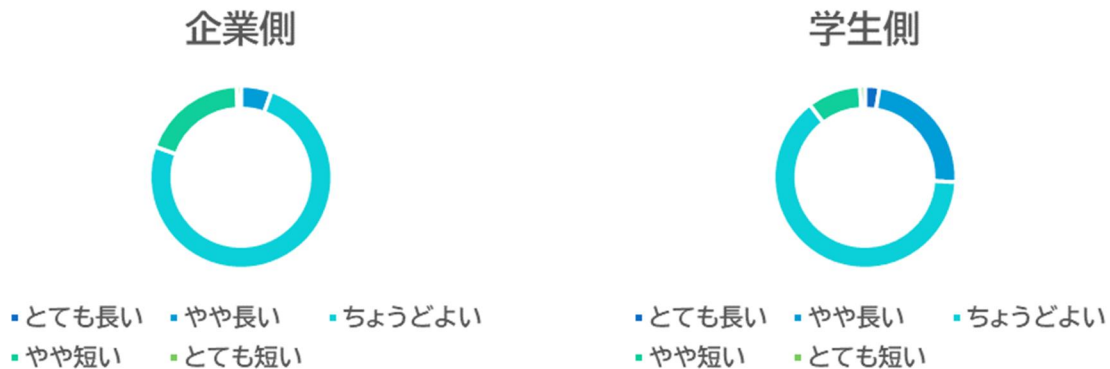 企業側
学生側
とても長い やや長い ちょうどよい
やや短い とても短い
とても長い やや長い ちょうどよい
やや短い とても短い